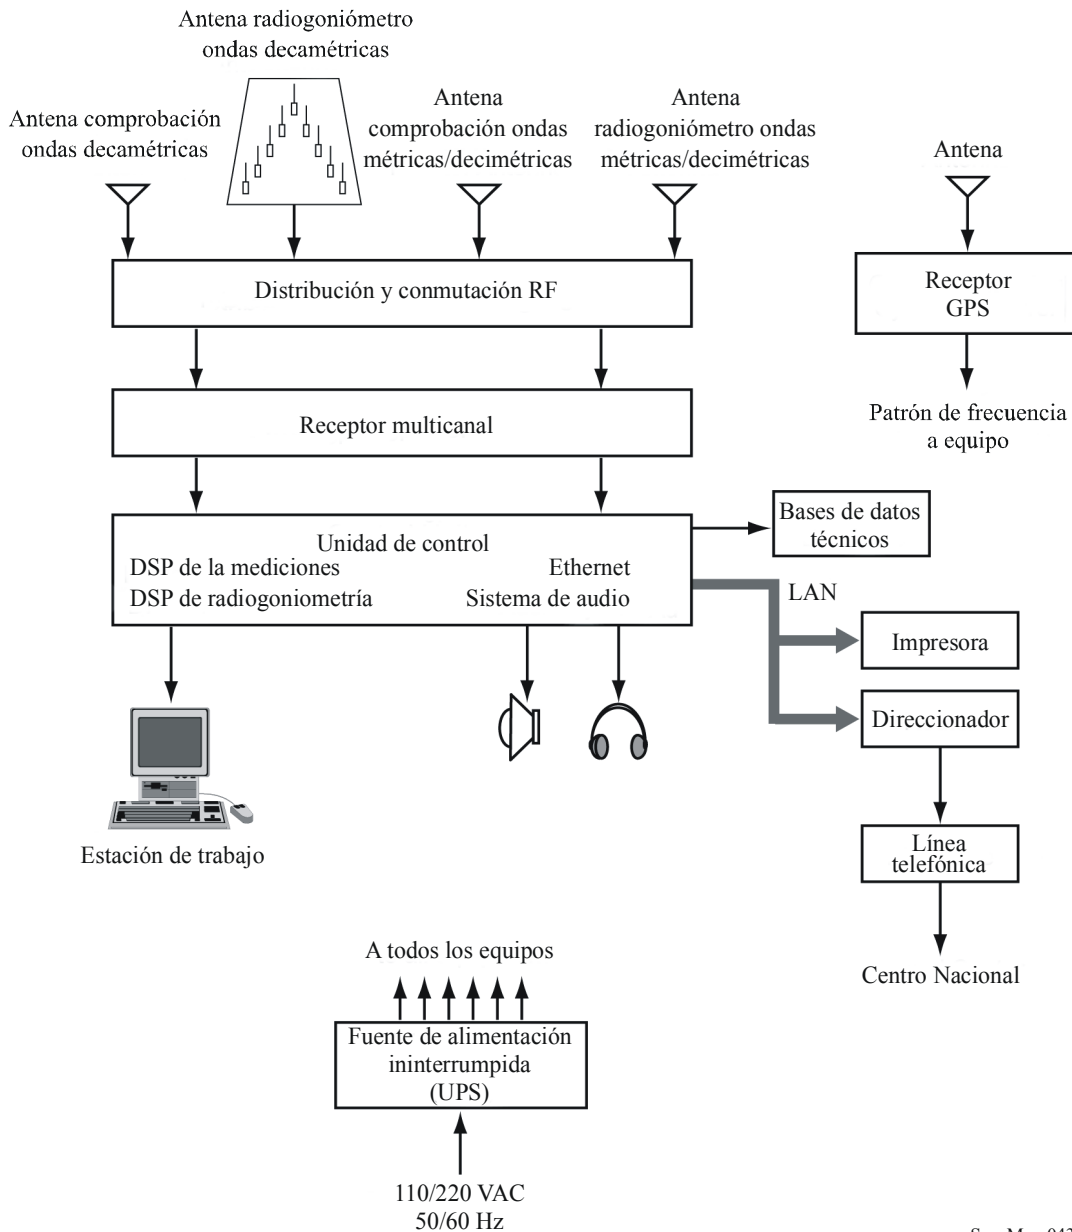 Antena radiogoniómetro
ondas decamétricas
Antena comprobación
ondas decamétricas
Antena
comprobación ondas
métricas/decimétricas
Antena
radiogoniómetro ondas
métricas/decimétricas
Antena
Distribución y conmutación RF
Receptor
GPS
Receptor multicanal
Patrón de frecuencia
a equipo
Unidad de control
DSP de la mediciones
Ethernet
DSP de radiogoniometría
Sistema de audio
Bases de datos
técnicos
LAN
Impresora
Direccionador
Estación de trabajo
Línea
telefónica
Centro Nacional
A todos los equipos
Fuente de alimentación
ininterrumpida
(UPS)
110/220 VAC
50/60 Hz